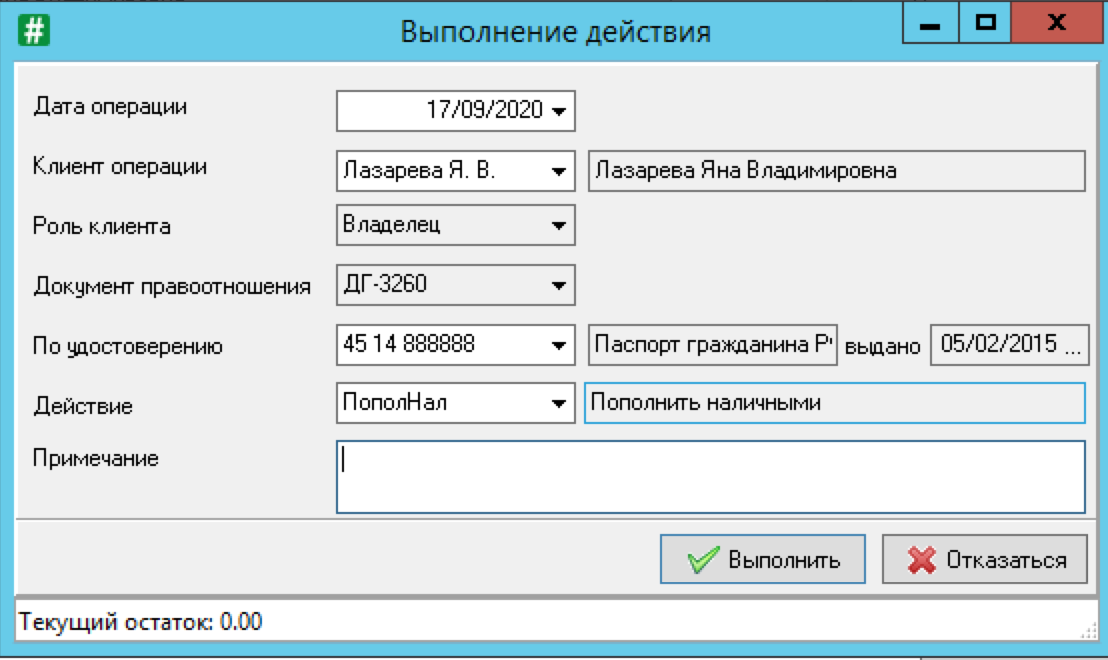 #
Выполнение действия
Дата операции 17/09/2020
Клиент операции Лазарева Я. В. Лазарева Яна Владимировна
Роль клиента Владелец
Документ правоотношения ДГ-3260
По удостоверению 45 14 888888 Паспорт гражданина Р выдано 05/02/2015 ...
Действие ПополНал Пополнить наличными
Примечание
Выполнить Отказаться
Текущий остаток: 0.00